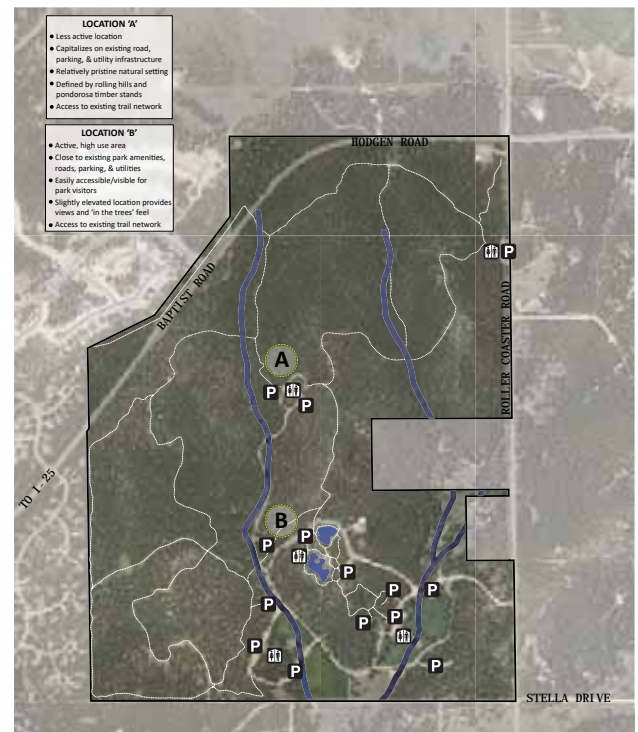 LOCATION 'A'
● Less active location
● Capitalizes on existing road,
parking, & utility infrastructure
● Relatively pristine natural setting
● Defined by rolling hills and
pondorosa timber stands
● Access to existing trail network
LOCATION 'B'
● Active, high use area
● Close to existing park amenities,
roads, parking, & utilities
● Easily accessible/visible for
park visitors
● Slightly elevated location provides
views and 'in the trees' feel
● Access to existing trail network
HODGEN ROAD
P
BAPTIST ROAD
ROLLER COASTER ROAD
A
P
P
TO I-25
B
P
P
P
P
P
P
P
P
P
P
P
STELLA DRIVE